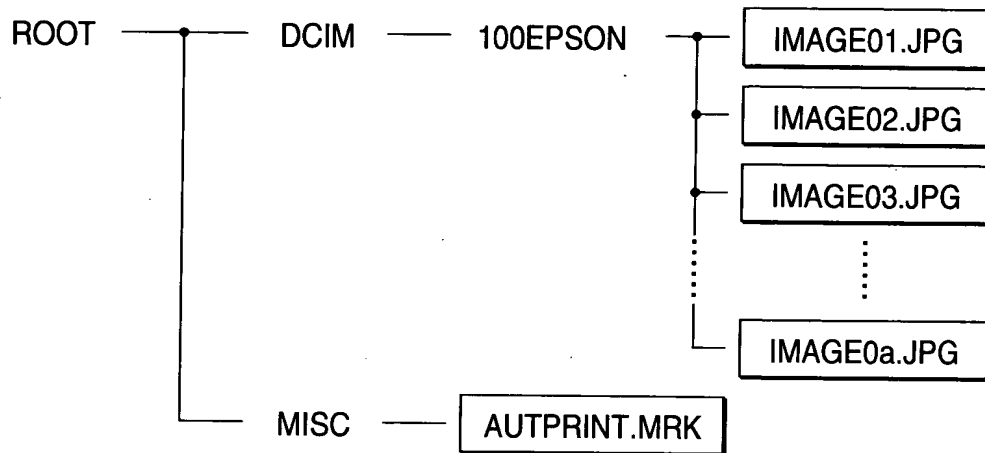 ROOT DCIM 100EPSON IMAGE01.JPG
IMAGE02.JPG
IMAGE03.JPG
IMAGE0a.JPG
MISC AUTPRINT.MRK